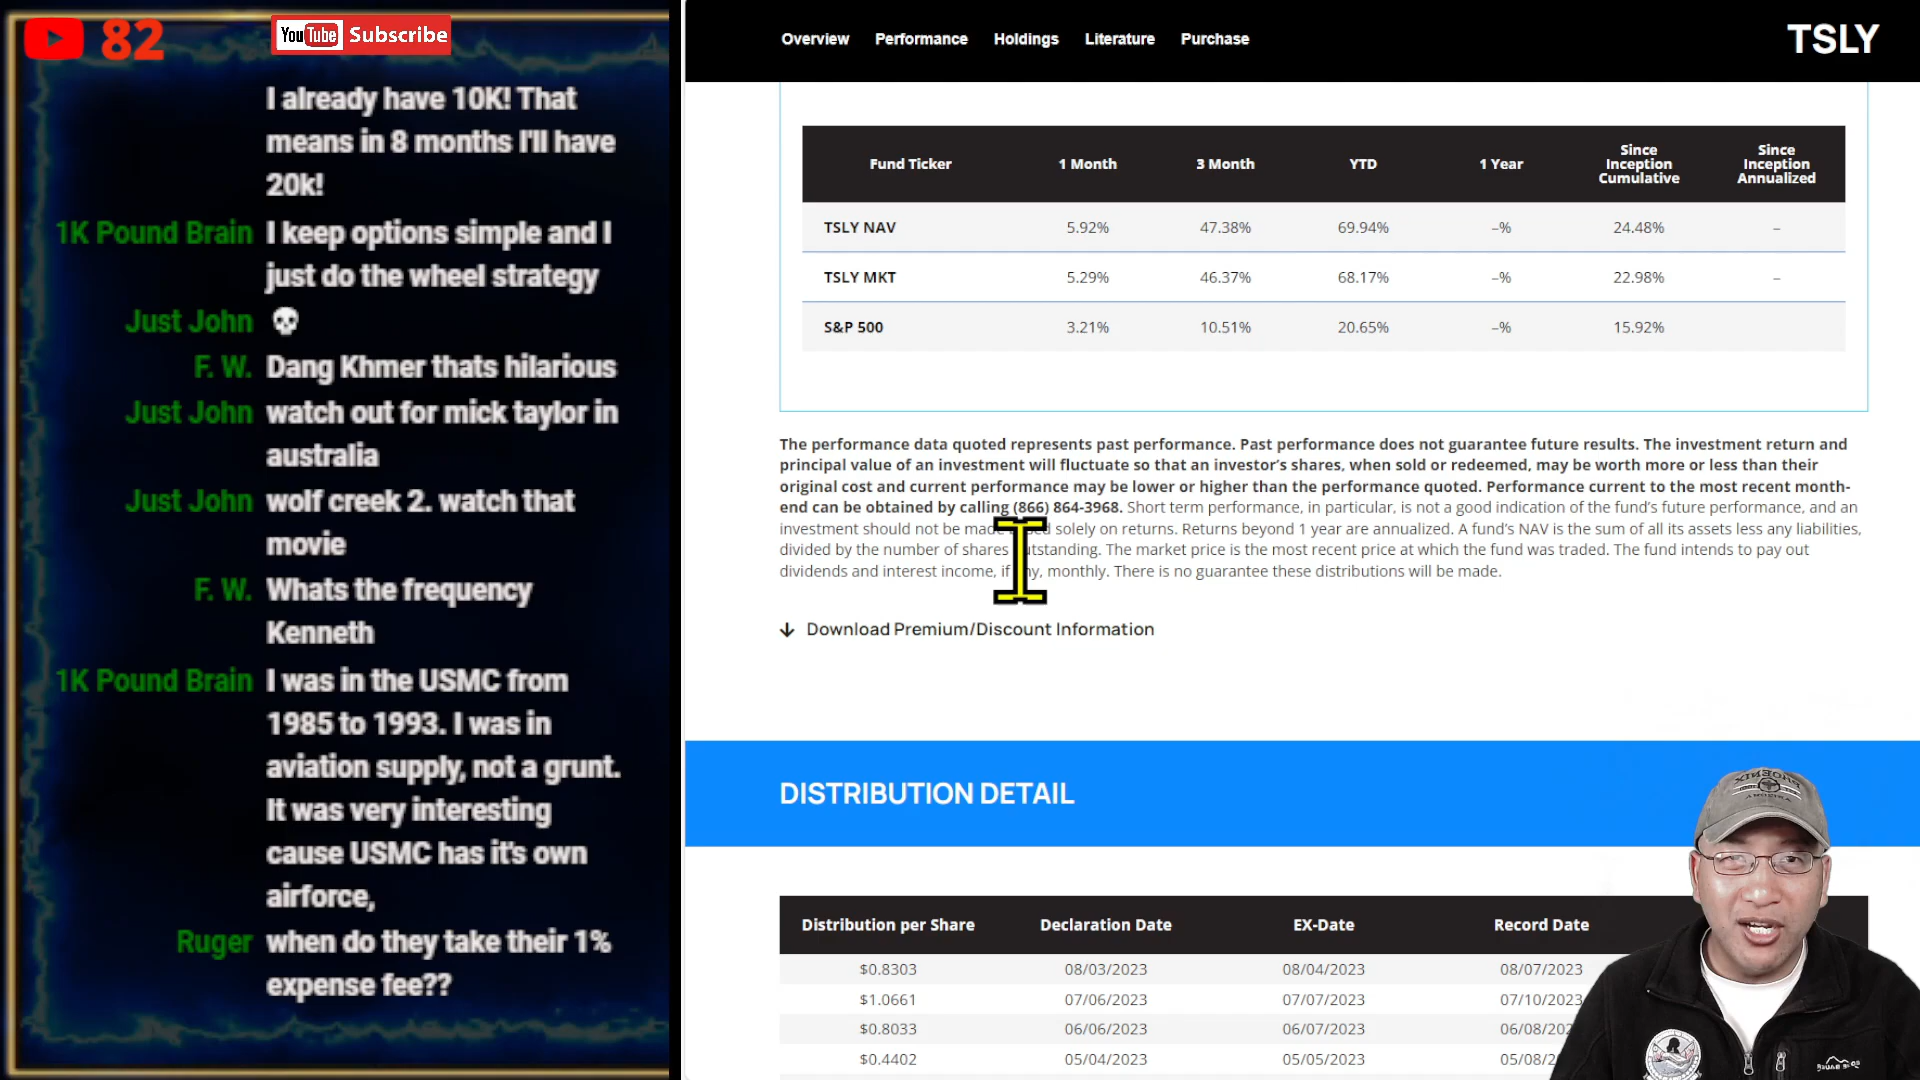 82
YouTube Subscribe
I already have 10K! That
means in 8 months I'll have
20k!
1K Pound Brain I keep options simple and I
just do the wheel strategy
Just John 💀
F. W. Dang Khmer thats hilarious
Just John watch out for mick taylor in
australia
Just John wolf creek 2. watch that
movie
F. W. Whats the frequency
Kenneth
1K Pound Brain I was in the USMC from
1985 to 1993. I was in
aviation supply, not a grunt.
It was very interesting
cause USMC has it's own
airforce,
Ruger when do they take their 1%
expense fee??
Overview Performance Holdings Literature Purchase TSLY
Fund Ticker 1 Month 3 Month YTD 1 Year Since Inception Cumulative Since Inception Annualized
TSLY NAV 5.92% 47.38% 69.94% –% 24.48% –
TSLY MKT 5.29% 46.37% 68.17% –% 22.98% –
S&P 500 3.21% 10.51% 20.65% –% 15.92%
The performance data quoted represents past performance. Past performance does not guarantee future results. The investment return and
principal value of an investment will fluctuate so that an investor's shares, when sold or redeemed, may be worth more or less than their
original cost and current performance may be lower or higher than the performance quoted. Performance current to the most recent month-
end can be obtained by calling (866) 864-3968. Short term performance, in particular, is not a good indication of the fund's future performance, and an
investment should not be made solely on returns. Returns beyond 1 year are annualized. A fund's NAV is the sum of all its assets less any liabilities,
divided by the number of shares outstanding. The market price is the most recent price at which the fund was traded. The fund intends to pay out
dividends and interest income, if any, monthly. There is no guarantee these distributions will be made.
Download Premium/Discount Information
DISTRIBUTION DETAIL
Distribution per Share Declaration Date EX-Date Record Date
$0.8303 08/03/2023 08/04/2023 08/07/2023
$1.0661 07/06/2023 07/07/2023 07/10/2023
$0.8033 06/06/2023 06/07/2023 06/08/202
$0.4402 05/04/2023 05/05/2023 05/08/2
PHOENIX